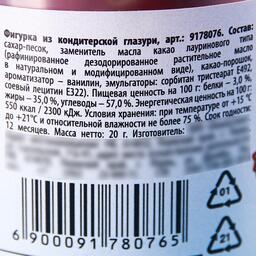 Фигурка из кондитерской глазури, арт.: 9178076. Состав:
сахар-песок, заменитель масла какао лауринового типа
(рафинированное дезодорированное растительное масло
в натуральном и модифицированном виде), какао-порошок,
ароматизатор – ванилин, эмульгаторы: сорбитан тристеарат Е492,
соевый лецитин Е322). Пищевая ценность на 100 г: белки – 3,0 г,
жиры – 35,0 %, углеводы – 57,0 %. Энергетическая ценность на 100 г:
550 ккал / 2300 кДж. Условия хранения: при температуре от +15 °С
до +21°С и относительной влажности не более 75 %. Срок годности:
12 месяцев. Масса нетто: 20 г. Изготовитель:
01
21
6 900091 780765